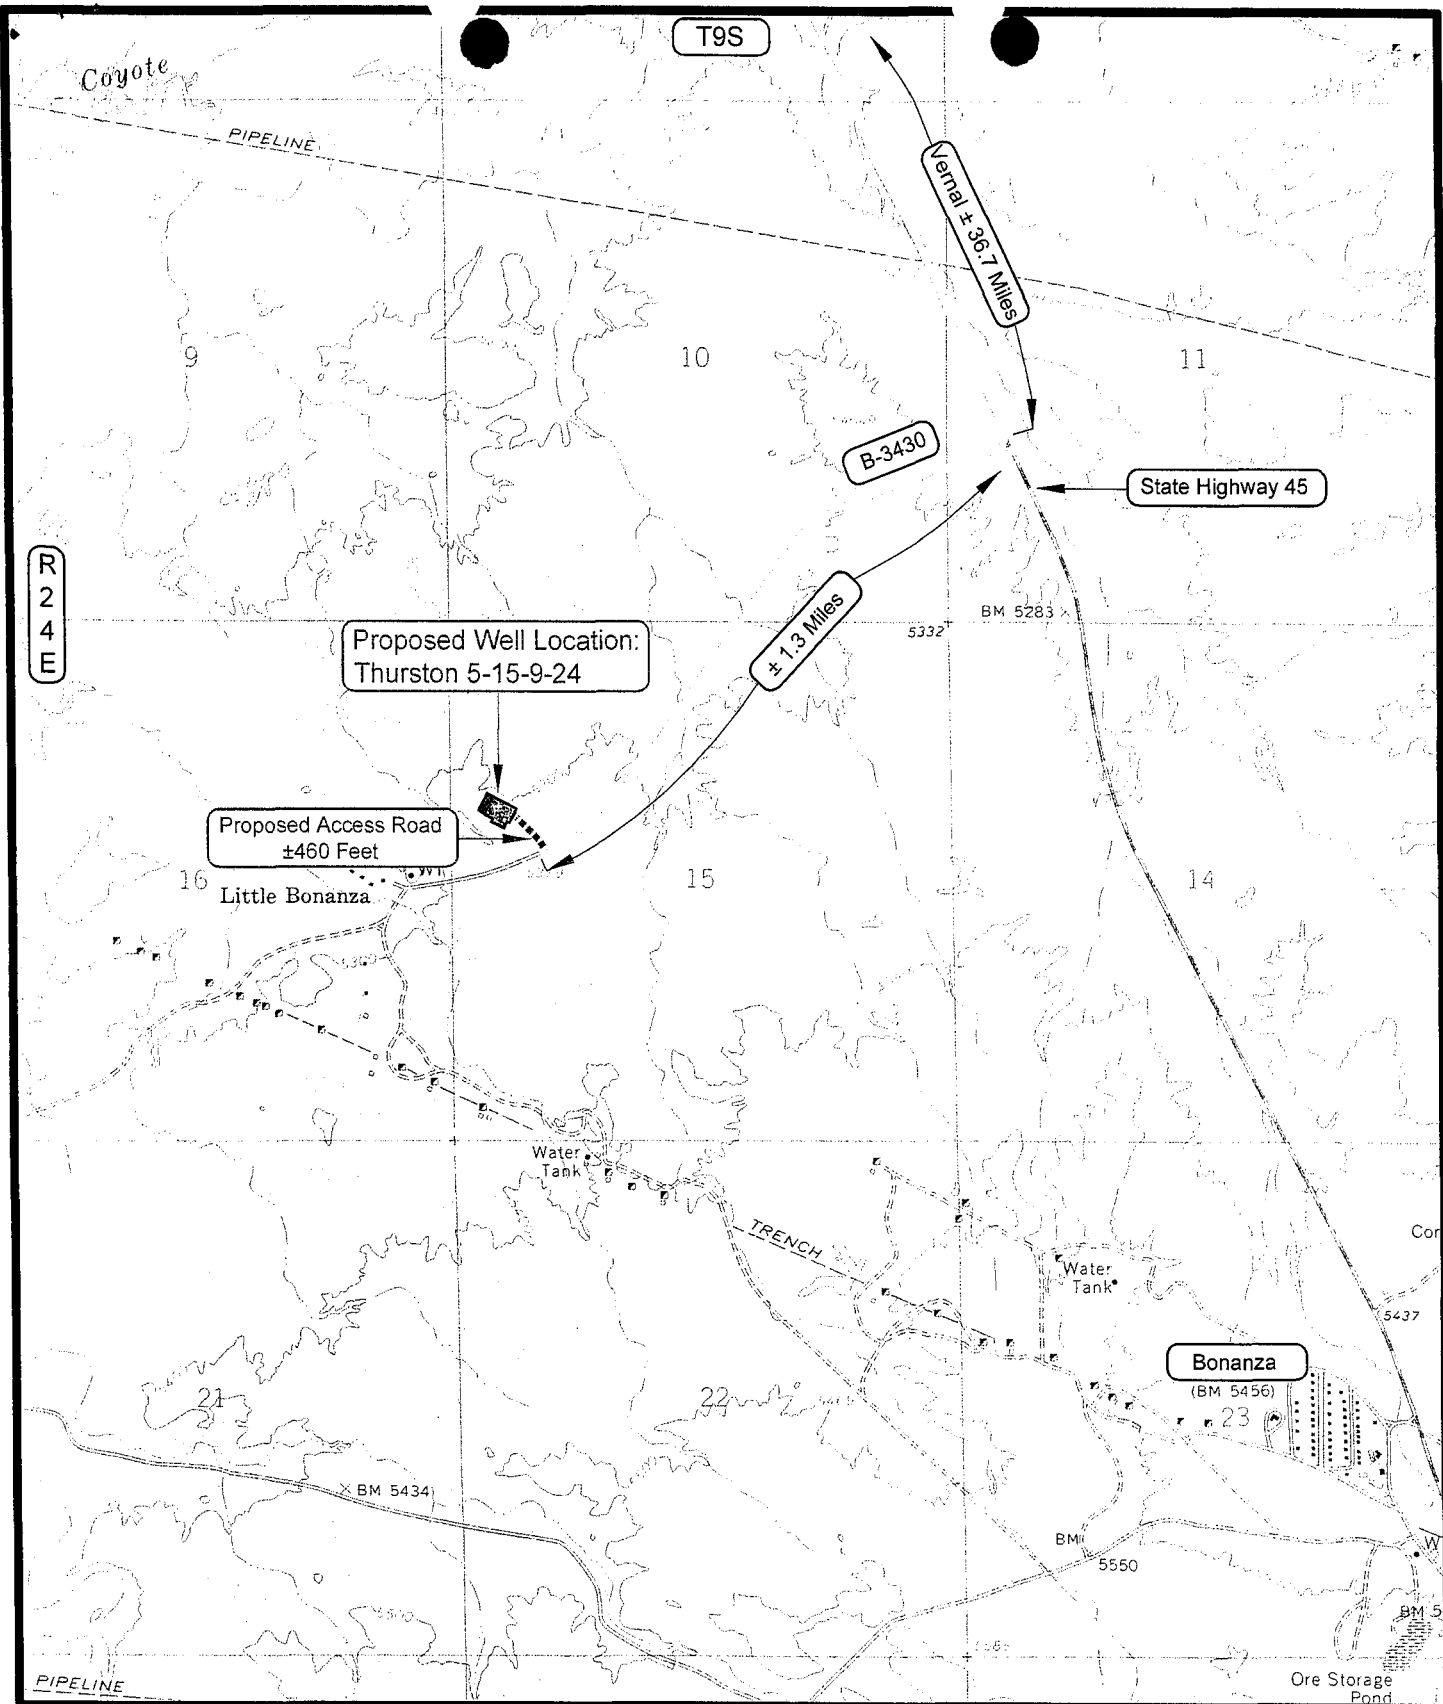 T9S
Coyote
PIPELINE
Vernal ± 36.7 Miles
9
10
11
B-3430
State Highway 45
R
2
4
E
BM 5283
5332
± 1.3 Miles
Proposed Well Location:
Thurston 5-15-9-24
Proposed Access Road
±460 Feet
16
Little Bonanza
15
14
Water
Tank
TRENCH
Water
Tank
Cor
5437
Bonanza
(BM 5456)
21
22
23
BM 5434
BM
5550
W
BM 5
Ore Storage
Pond
PIPELINE